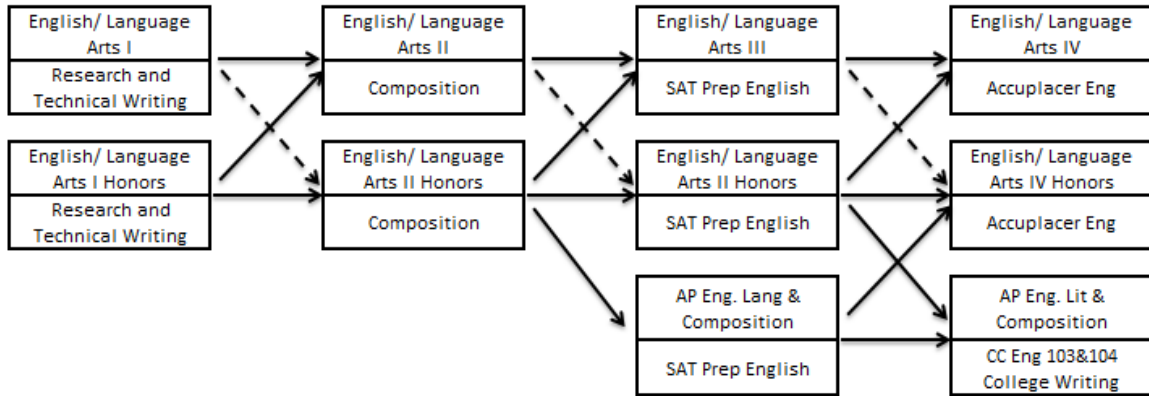 English/ Language
Arts I
Research and
Technical Writing
English/ Language
Arts II
Composition
English/ Language
Arts III
SAT Prep English
English/ Language
Arts IV
Accuplacer Eng
English/ Language
Arts I Honors
Research and
Technical Writing
English/ Language
Arts II Honors
Composition
English/ Language
Arts II Honors
SAT Prep English
English/ Language
Arts IV Honors
Accuplacer Eng
AP Eng. Lang &
Composition
SAT Prep English
AP Eng. Lit &
Composition
CC Eng 103&104
College Writing